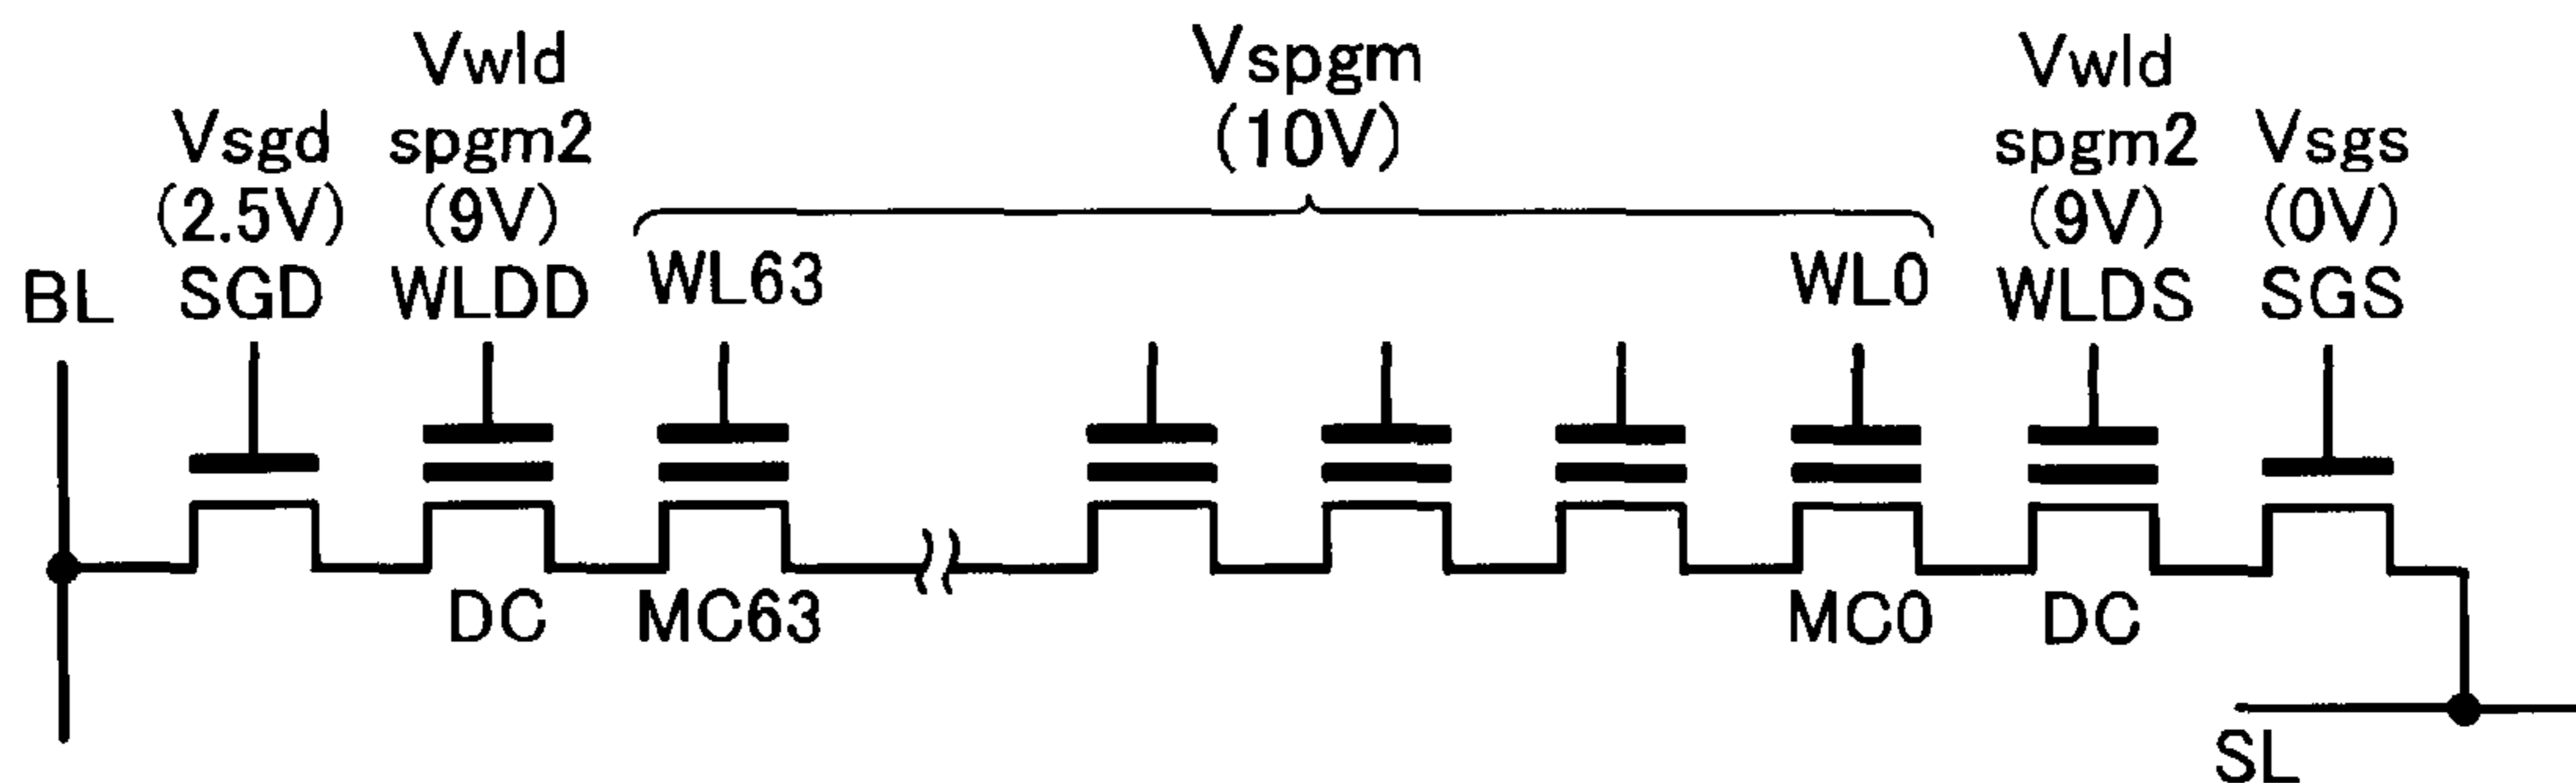 Vwld
Vspgm
Vwld
Vsgd
spgm2
(10V)
spgm2
Vsgs
(2.5V)
(9V)
(9V)
(0V)
BL
SGD
WLDD
WL63
WL0
WLDS
SGS
DC
MC63
MC0
DC
SL